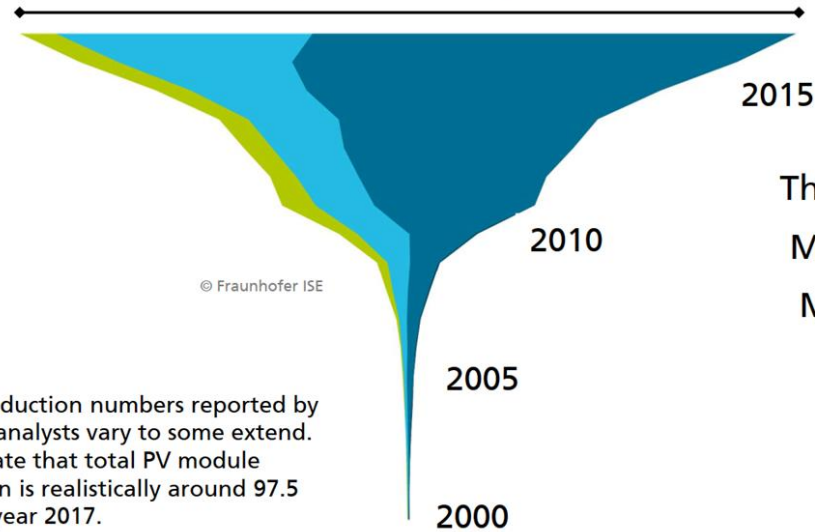 2015
Th
M
2010
© Fraunhofer ISE
M
2005
duction numbers reported by
analysts vary to some extend.
ate that total PV module
n is realistically around 97.5
year 2017.
2000